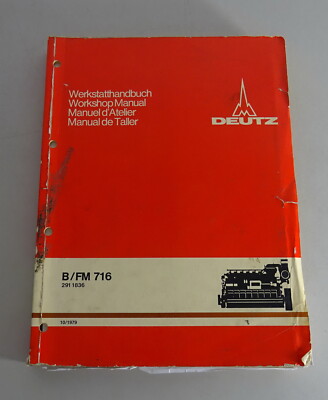 Werkstatthandbuch
Workshop Manual
Manuel d'Atelier
Manual de Taller
DEUTZ
B/FM 716
291 1836
10/1979